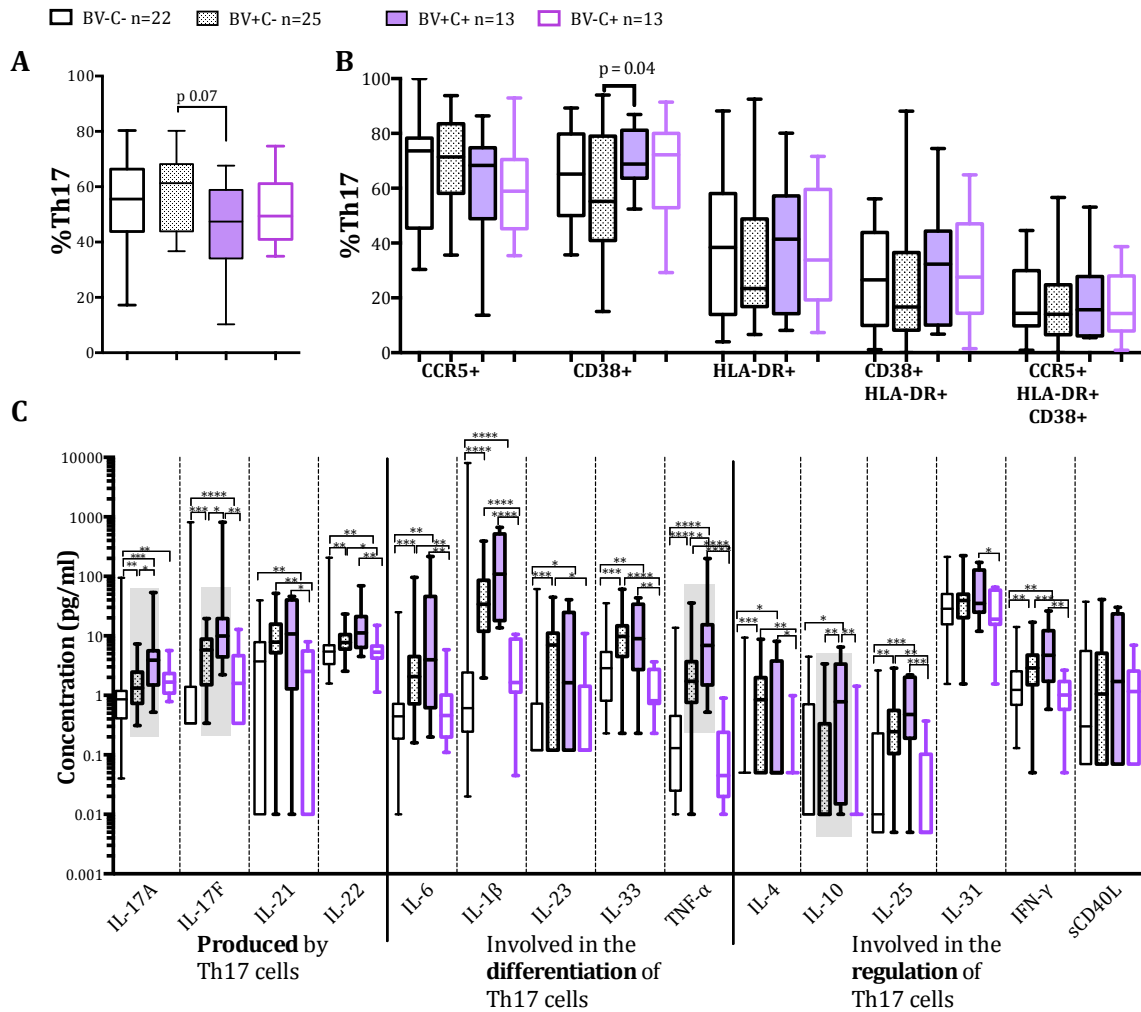 BV-C- n=22 BV+C- n=25 BV+C+ n=13 BV-C+ n=13
A
B
p 0.07
p = 0.04
%Th17
100
80
60
40
20
0
%Th17
100
80
60
40
20
0
CCR5+ CD38+ HLA-DR+ CD38+ CCR5+
HLA-DR+ HLA-DR+
CD38+
C
Concentration (pg/ml)
10000
1000
100
10
1
0.1
0.01
0.001
** *** ** *
**** *** * **
** ** *
** ** * **
** *** ** **
**** **** **** ****
* *** *
** *** **** **
**** **** * **** ****
* *** ** *
* ** **
*** ** ** ***
*
** ** *** **
IL-17A IL-17F IL-21 IL-22 IL-6 IL-1β IL-23 IL-33 TNF-α IL-4 IL-10 IL-25 IL-31 IFN-γ sCD40L
Produced by
Th17 cells
Involved in the
differentiation of
Th17 cells
Involved in the
regulation of
Th17 cells